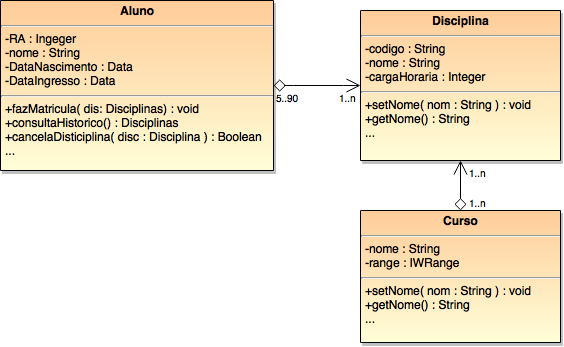 Aluno
-RA : Ingeger
-nome : String
-DataNascimento : Data
-DataIngresso : Data
+fazMatricula( dis: Disciplinas) : void
+consultaHistorico() : Disciplinas
+cancelaDisticiplina( disc : Disciplina ) : Boolean
...
5..90
1..n
Disciplina
-codigo : String
-nome : String
-cargaHoraria : Integer
+setNome( nom : String ) : void
+getNome() : String
...
1..n
1..n
Curso
-nome : String
-range : IWRange
+setNome( nom : String ) : void
+getNome() : String
...